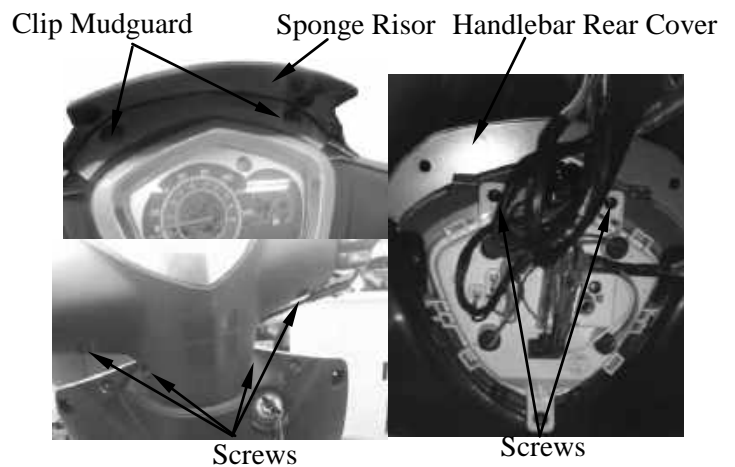 Clip Mudguard
Sponge Risor
Handlebar Rear Cover
Screws
Screws